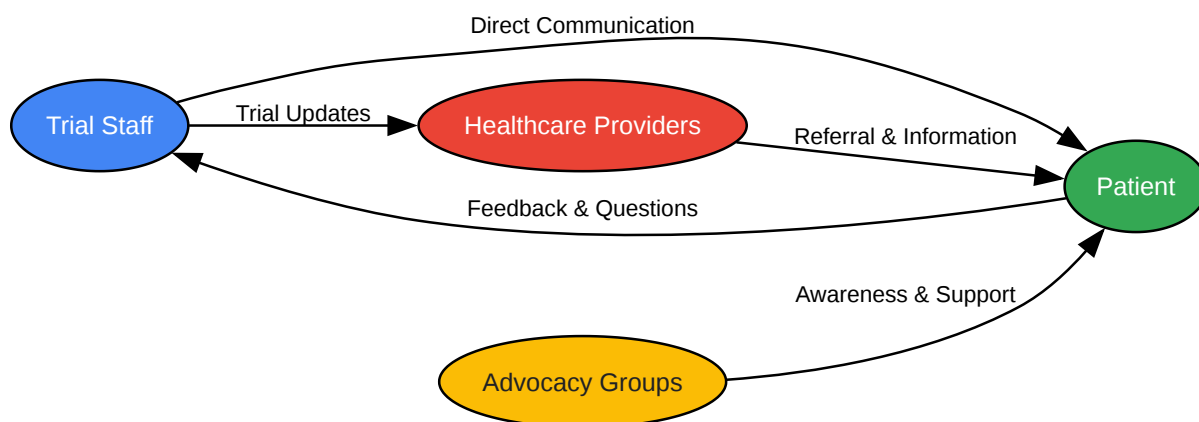 Direct Communication
Trial Staff
Trial Updates
Healthcare Providers
Referral & Information
Patient
Feedback & Questions
Awareness & Support
Advocacy Groups